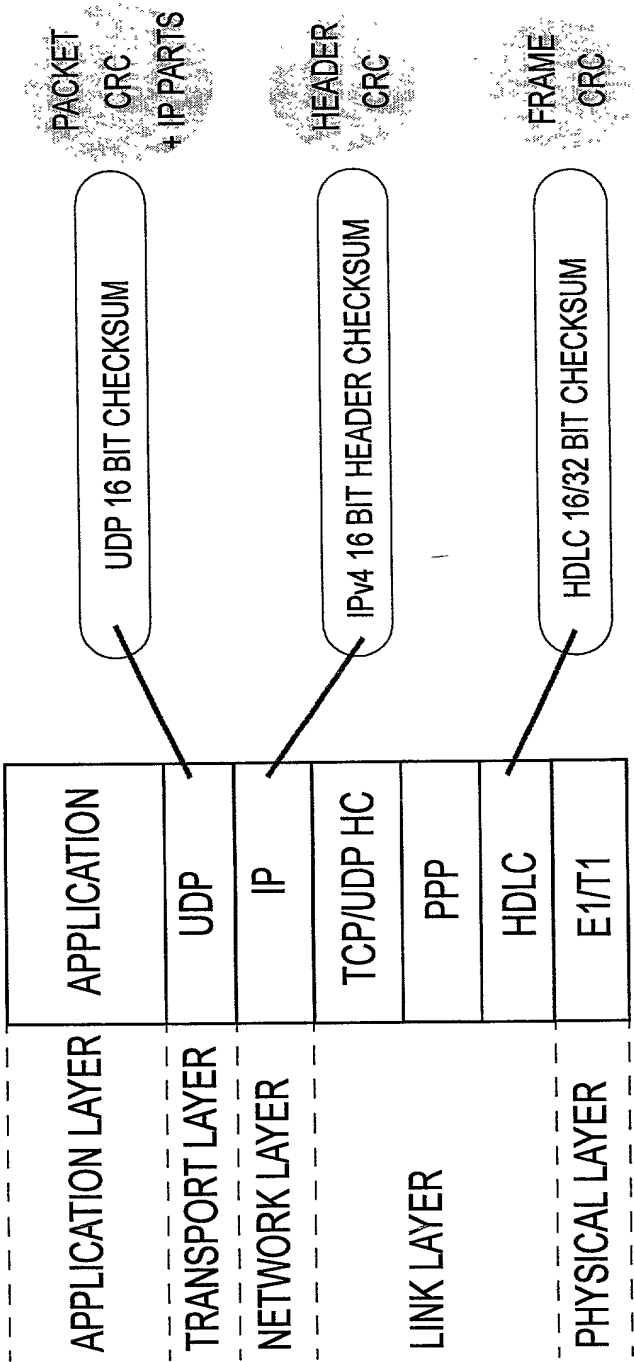 APPLICATION LAYER
TRANSPORT LAYER
NETWORK LAYER
LINK LAYER
PHYSICAL LAYER
APPLICATION
UDP
IP
TCP/UDP HC
PPP
HDLC
E1/T1
UDP 16 BIT CHECKSUM
IPv4 16 BIT HEADER CHECKSUM
HDLC 16/32 BIT CHECKSUM
PACKET
CRC
+ IP PARTS
HEADER
CRC
FRAME
CRC